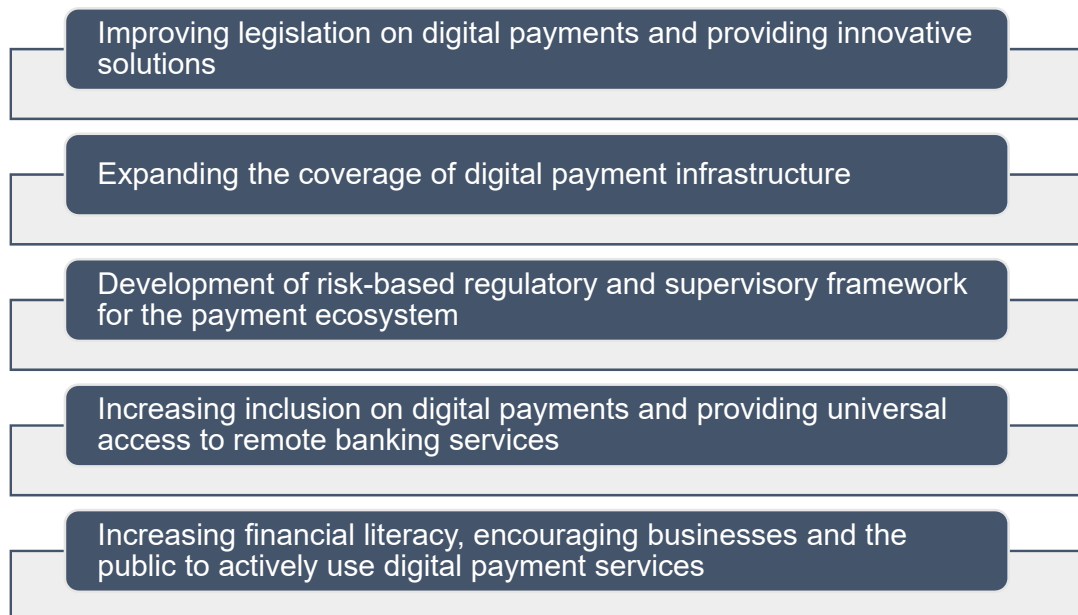 Improving legislation on digital payments and providing innovative
solutions
Expanding the coverage of digital payment infrastructure
Development of risk-based regulatory and supervisory framework
for the payment ecosystem
Increasing inclusion on digital payments and providing universal
access to remote banking services
Increasing financial literacy, encouraging businesses and the
public to actively use digital payment services